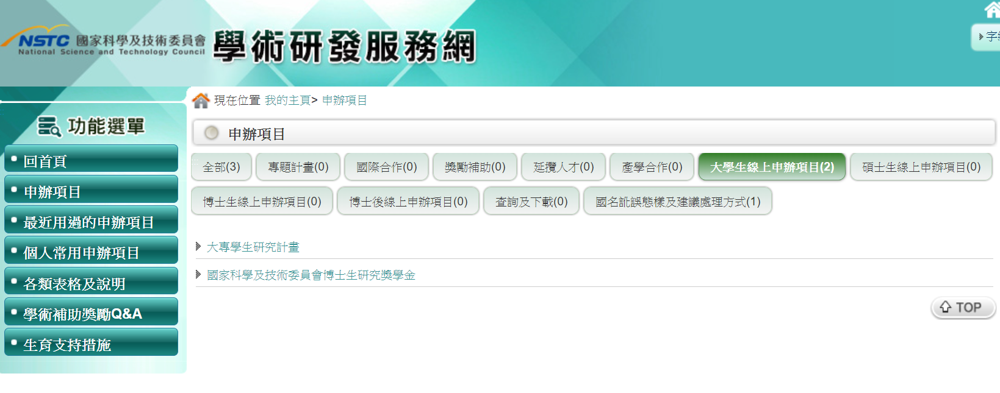 NSTC 國家科學及技術委員會 學術研發服務網
National Science and Technology Council
現在位置 我的主頁> 申辦項目
功能選單
回首頁
申辦項目
最近用過的申辦項目
個人常用申辦項目
各類表格及說明
學術補助獎勵Q&A
生育支持措施
申辦項目
全部(3) 專題計畫(0) 國際合作(0) 獎勵補助(0) 延攬人才(0) 產學合作(0) 大學生線上申辦項目(2) 碩士生線上申辦項目(0)
博士生線上申辦項目(0) 博士後線上申辦項目(0) 查詢及下載(0) 國名訛誤態樣及建議處理方式(1)
大專學生研究計畫
國家科學及技術委員會博士生研究獎學金
TOP